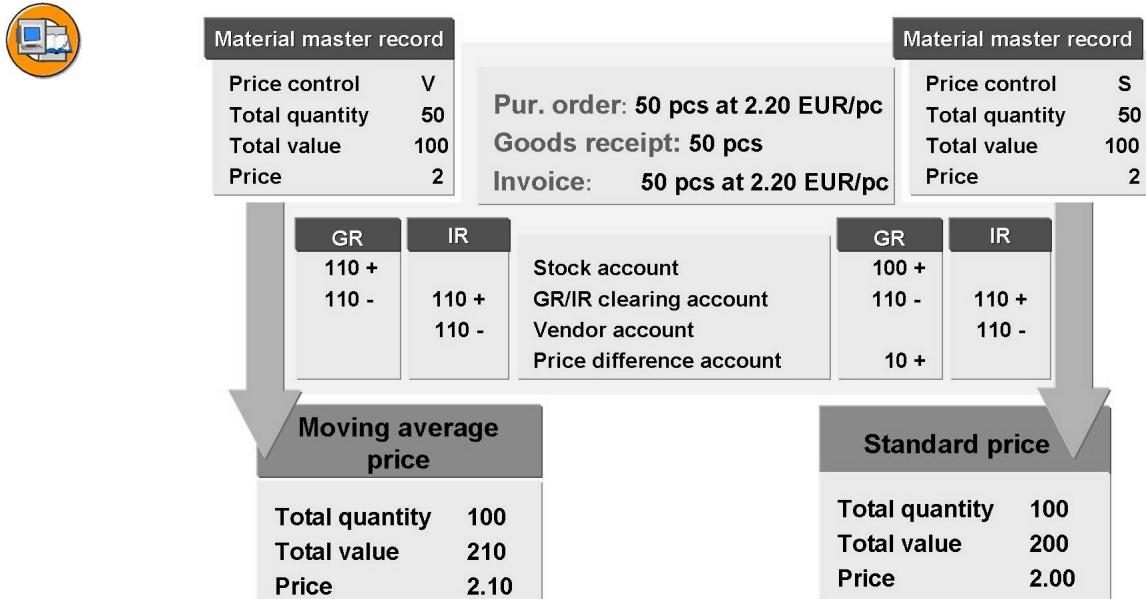 Material master record
Price control V
Total quantity 50
Total value 100
Price 2
Pur. order: 50 pcs at 2.20 EUR/pc
Goods receipt: 50 pcs
Invoice: 50 pcs at 2.20 EUR/pc
Material master record
Price control S
Total quantity 50
Total value 100
Price 2
GR IR GR IR
110 + Stock account 100 +
110 - 110 + GR/IR clearing account 110 - 110 +
110 - Vendor account 110 -
Price difference account 10 +
Moving average
price
Total quantity 100
Total value 210
Price 2.10
Standard price
Total quantity 100
Total value 200
Price 2.00